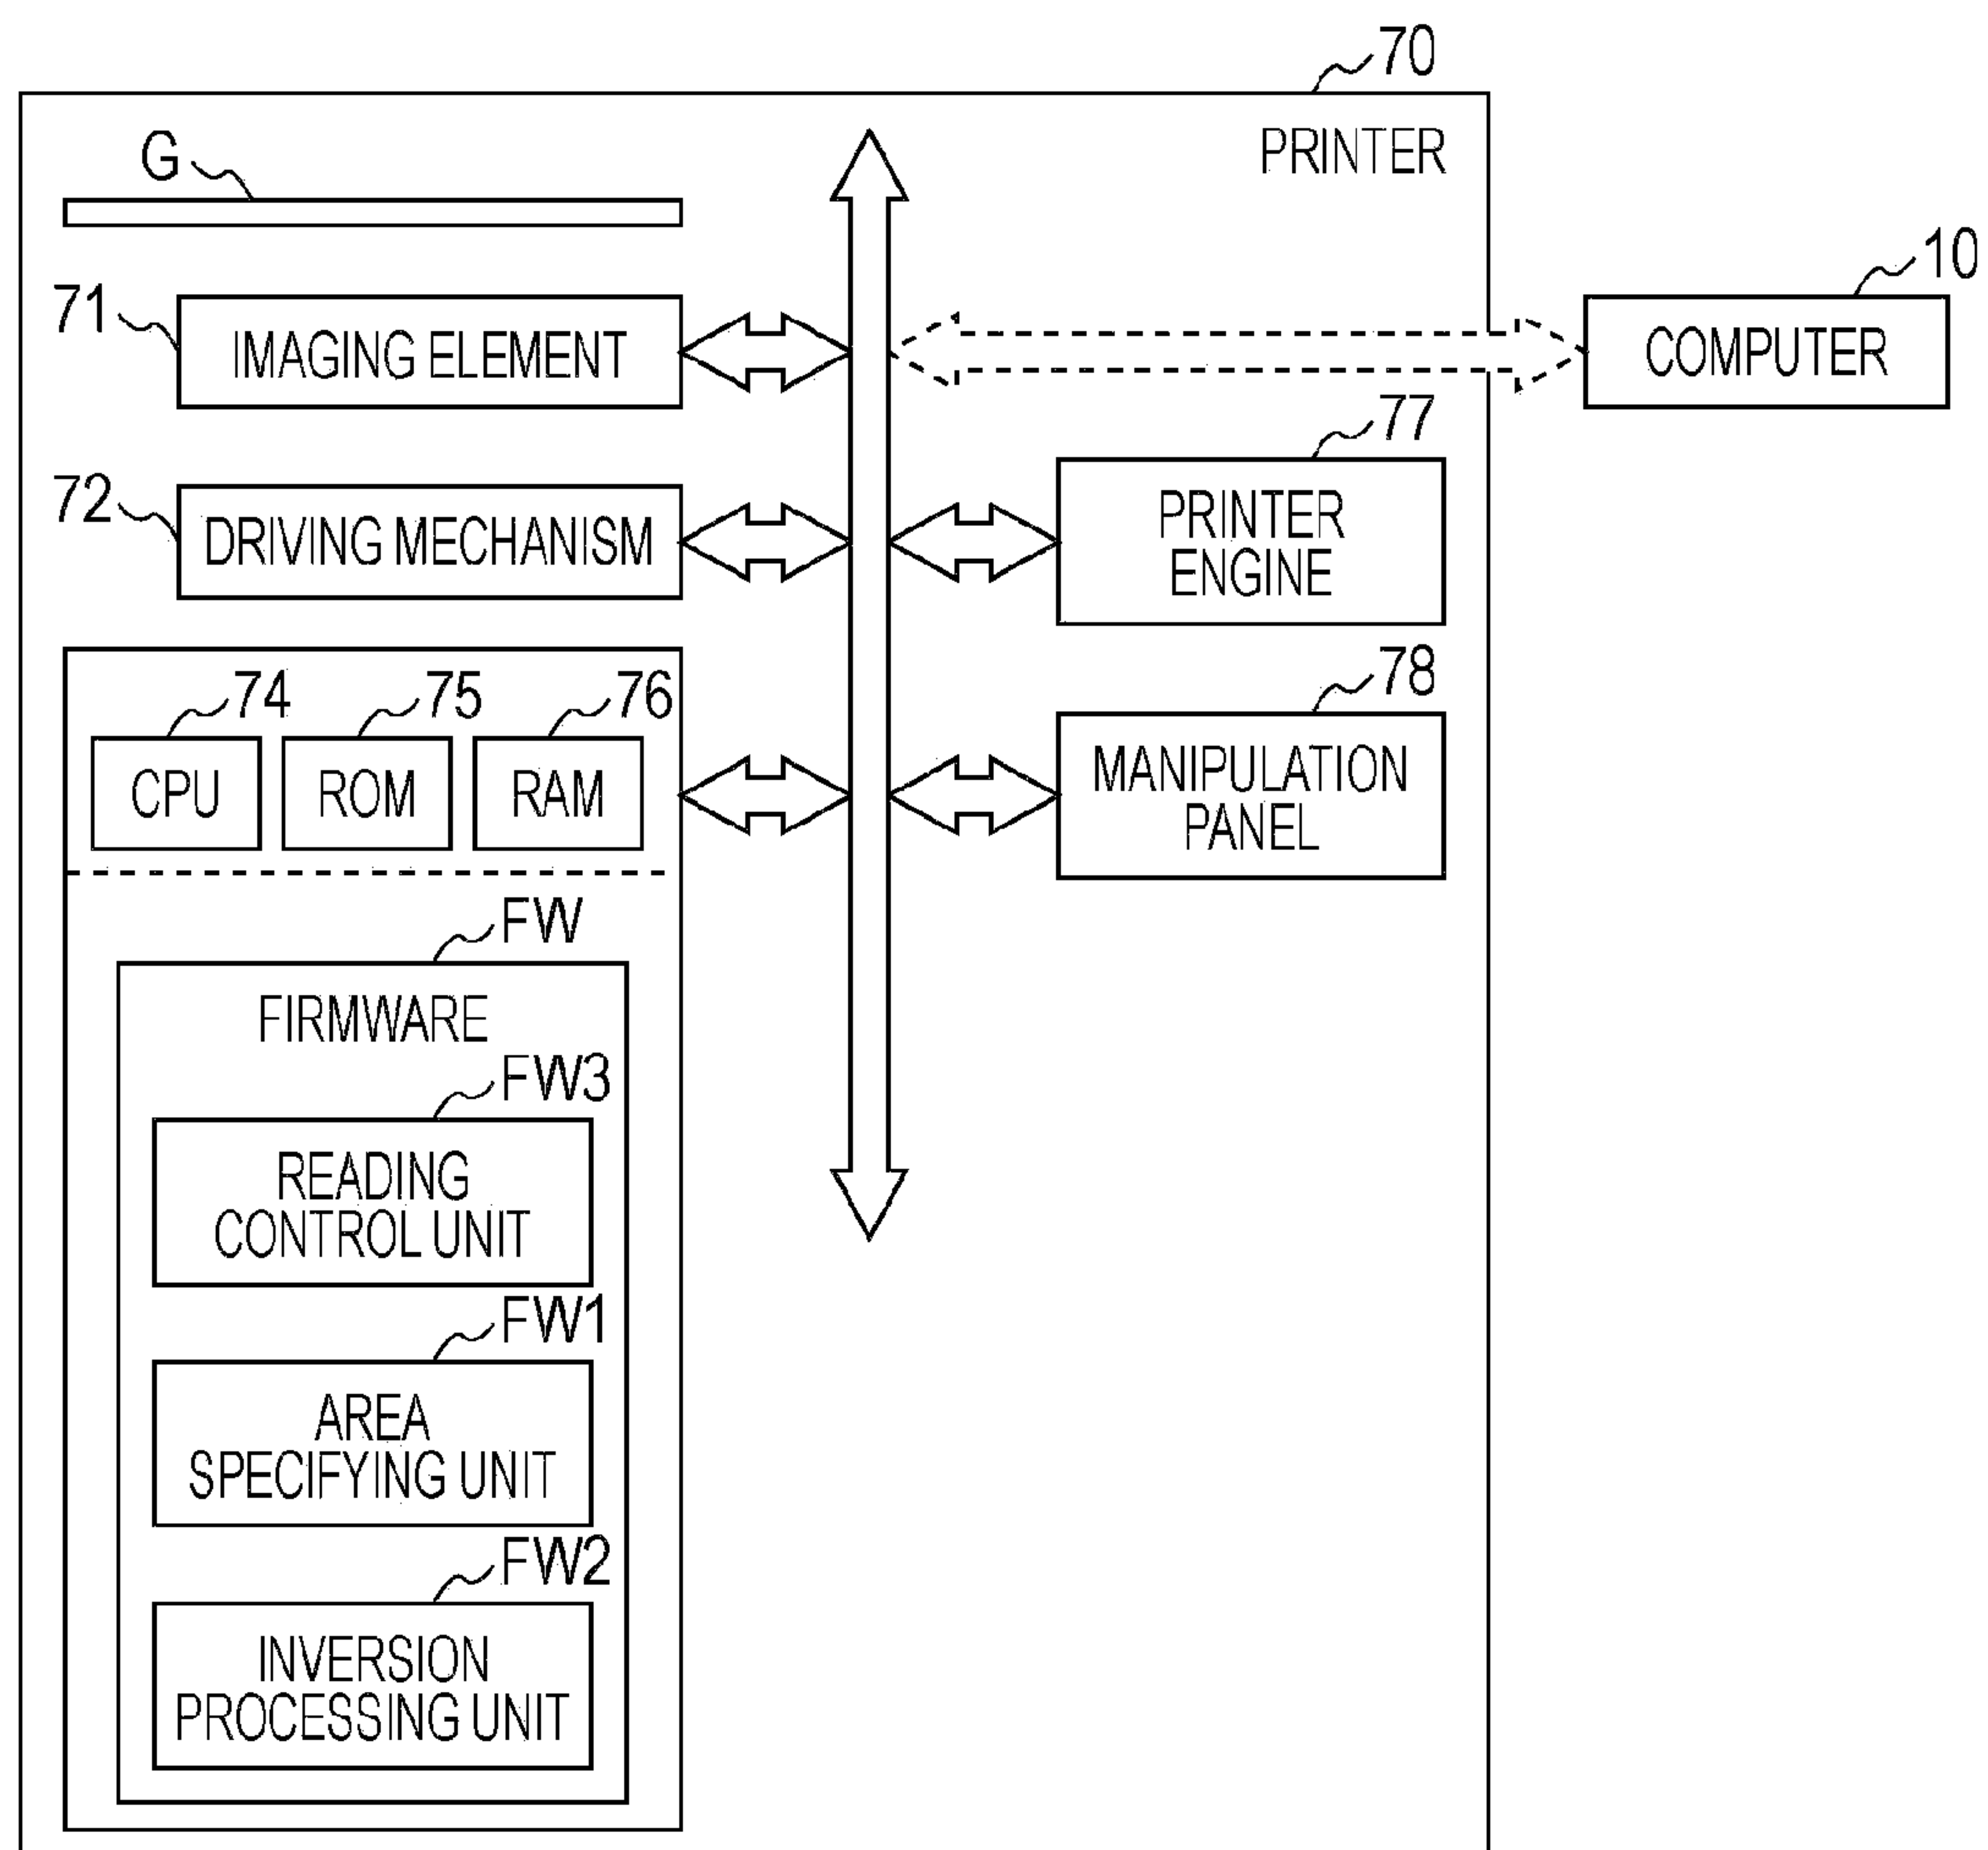 70
PRINTER
G
10
71
IMAGING ELEMENT
COMPUTER
77
72
DRIVING MECHANISM
PRINTER
ENGINE
78
74
75
76
CPU
ROM
RAM
MANIPULATION
PANEL
FW
FIRMWARE
FW3
READING
CONTROL UNIT
FW1
AREA
SPECIFYING UNIT
FW2
INVERSION
PROCESSING UNIT